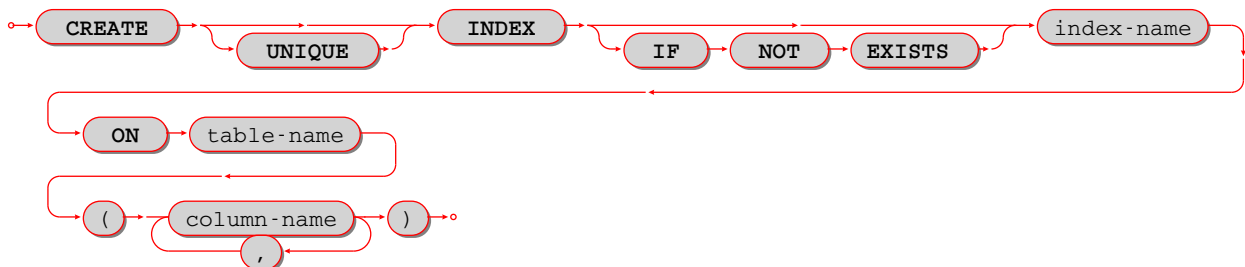 CREATE UNIQUE INDEX IF NOT EXISTS index-name
ON table-name
( column-name , )